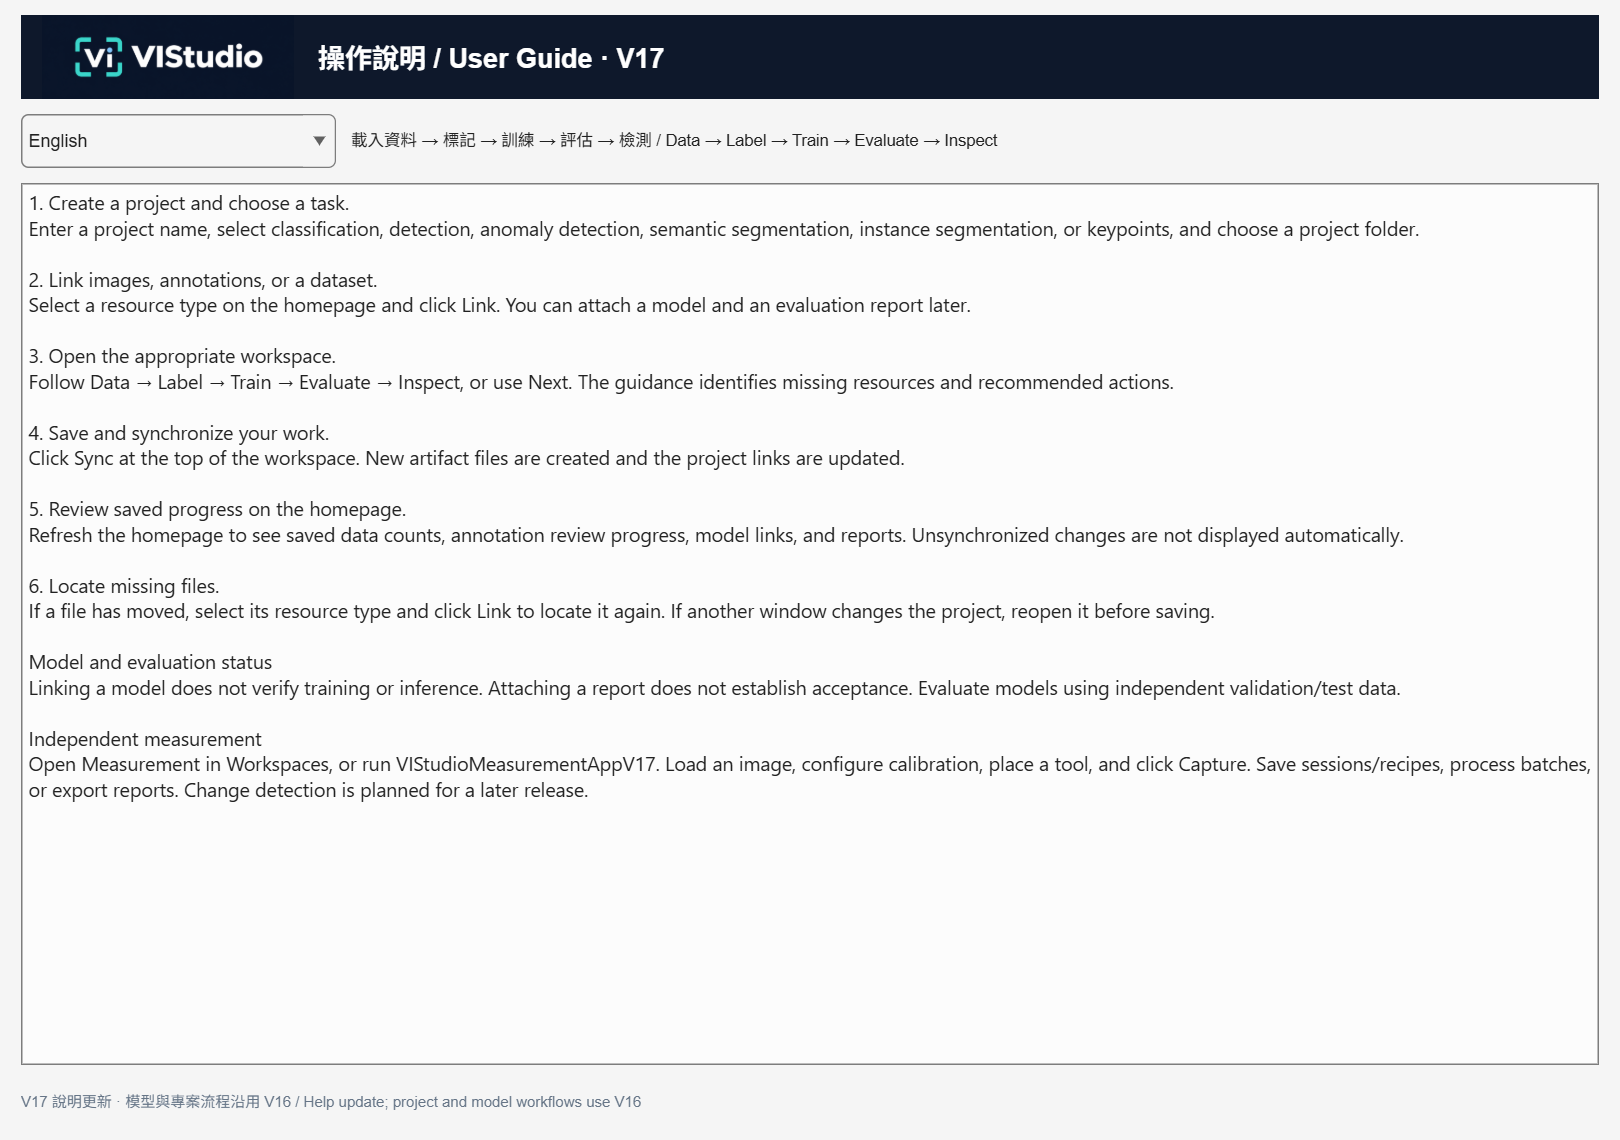 Vi VIStudio 操作說明 / User Guide · V17
English 載入資料 → 標記 → 訓練 → 評估 → 檢測 / Data → Label → Train → Evaluate → Inspect
1. Create a project and choose a task.
Enter a project name, select classification, detection, anomaly detection, semantic segmentation, instance segmentation, or keypoints, and choose a project folder.
2. Link images, annotations, or a dataset.
Select a resource type on the homepage and click Link. You can attach a model and an evaluation report later.
3. Open the appropriate workspace.
Follow Data → Label → Train → Evaluate → Inspect, or use Next. The guidance identifies missing resources and recommended actions.
4. Save and synchronize your work.
Click Sync at the top of the workspace. New artifact files are created and the project links are updated.
5. Review saved progress on the homepage.
Refresh the homepage to see saved data counts, annotation review progress, model links, and reports. Unsynchronized changes are not displayed automatically.
6. Locate missing files.
If a file has moved, select its resource type and click Link to locate it again. If another window changes the project, reopen it before saving.
Model and evaluation status
Linking a model does not verify training or inference. Attaching a report does not establish acceptance. Evaluate models using independent validation/test data.
Independent measurement
Open Measurement in Workspaces, or run VIStudioMeasurementAppV17. Load an image, configure calibration, place a tool, and click Capture. Save sessions/recipes, process batches,
or export reports. Change detection is planned for a later release.
V17 說明更新 · 模型與專案流程沿用 V16 / Help update; project and model workflows use V16